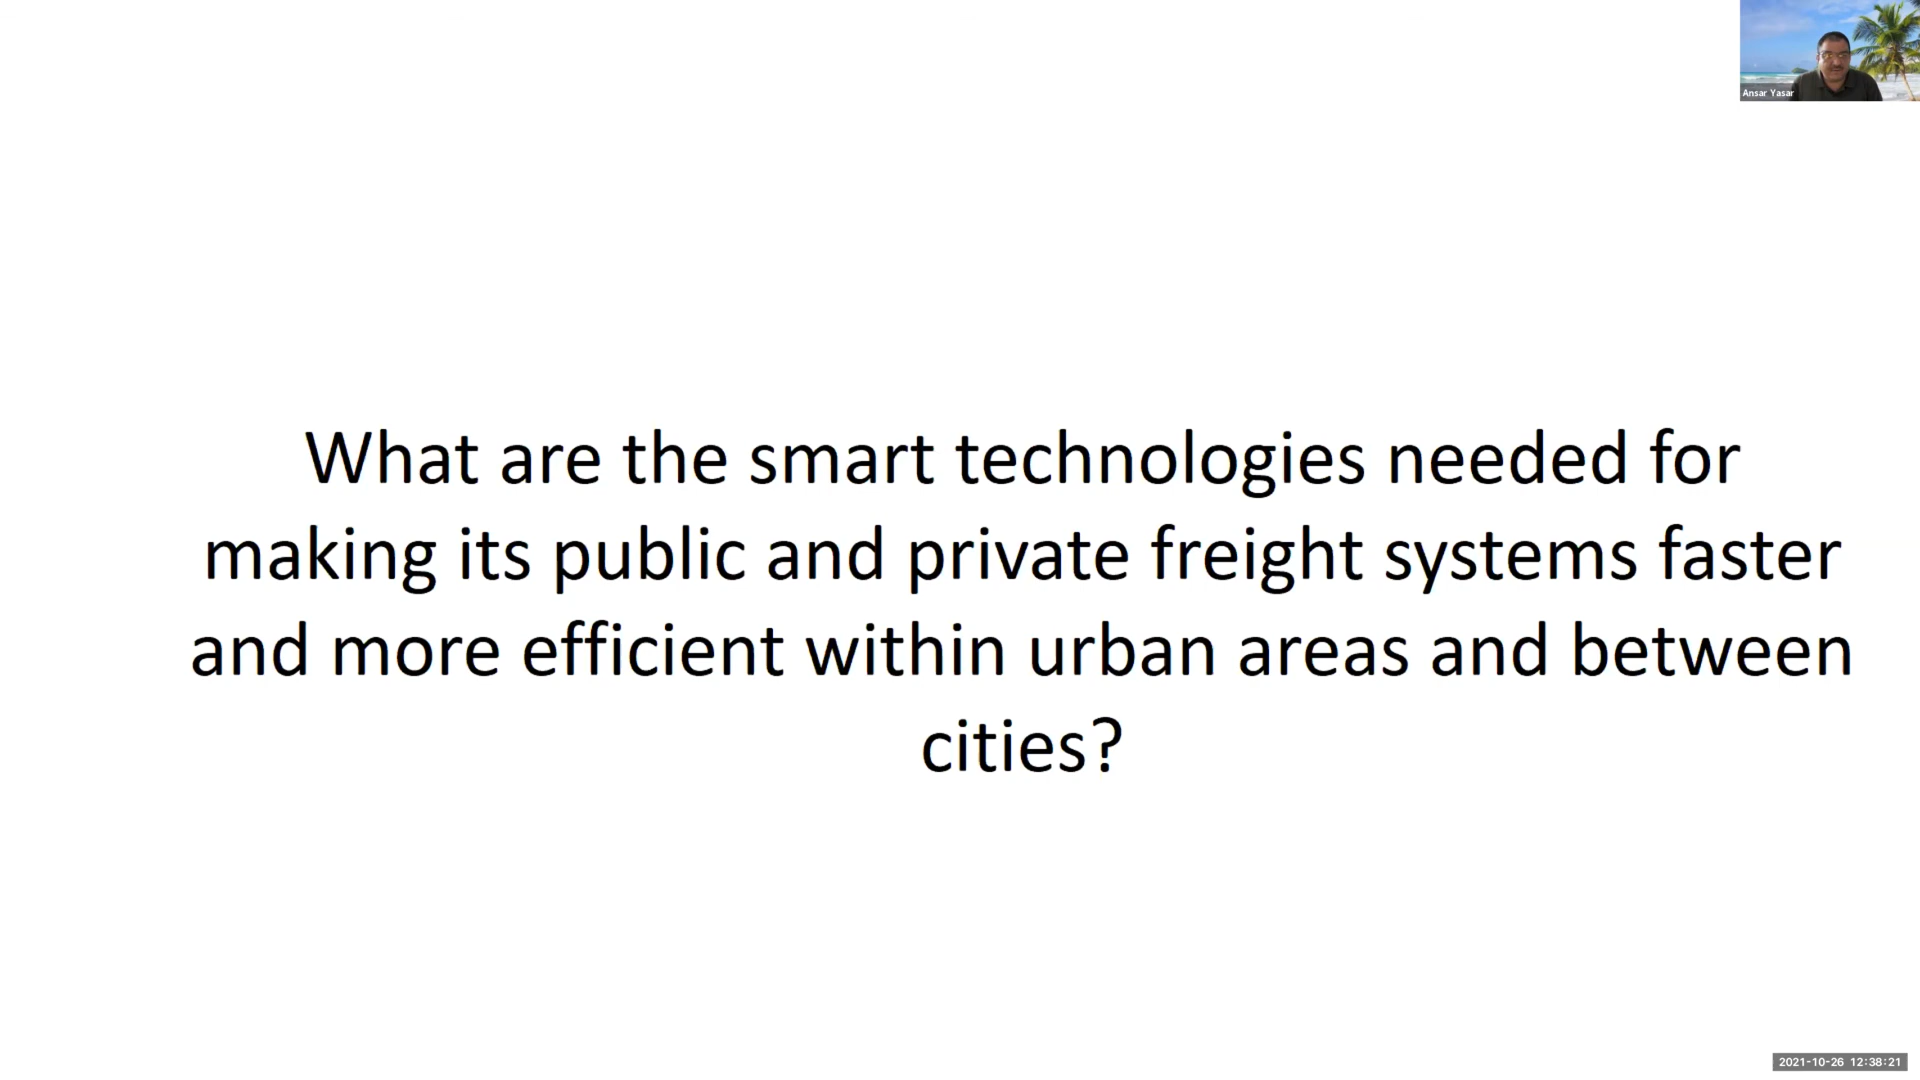 Ansar Yasar
What are the smart technologies needed for
making its public and private freight systems faster
and more efficient within urban areas and between
cities?
2021-10-26 12:38:21